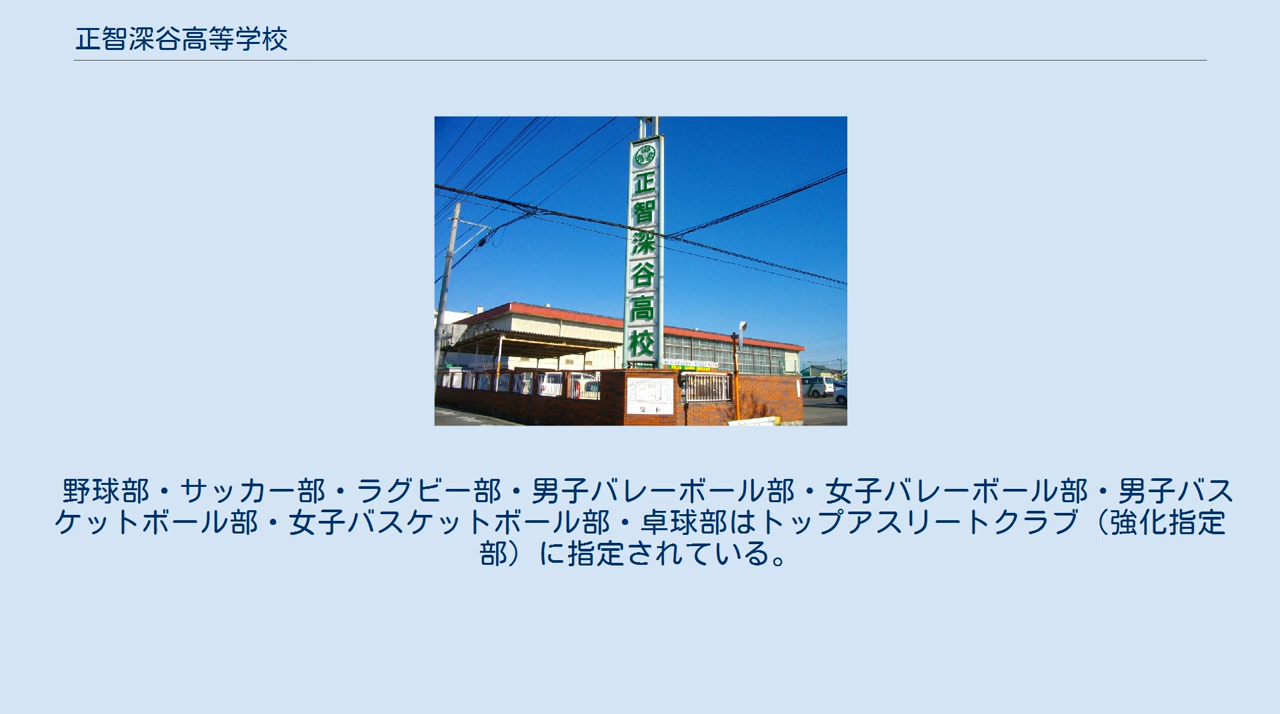 正智深谷高等学校
正智深谷高校
野球部・サッカー部・ラグビー部・男子バレーボール部・女子バレーボール部・男子バス
ケットボール部・女子バスケットボール部・卓球部はトップアスリートクラブ（強化指定
部）に指定されている。